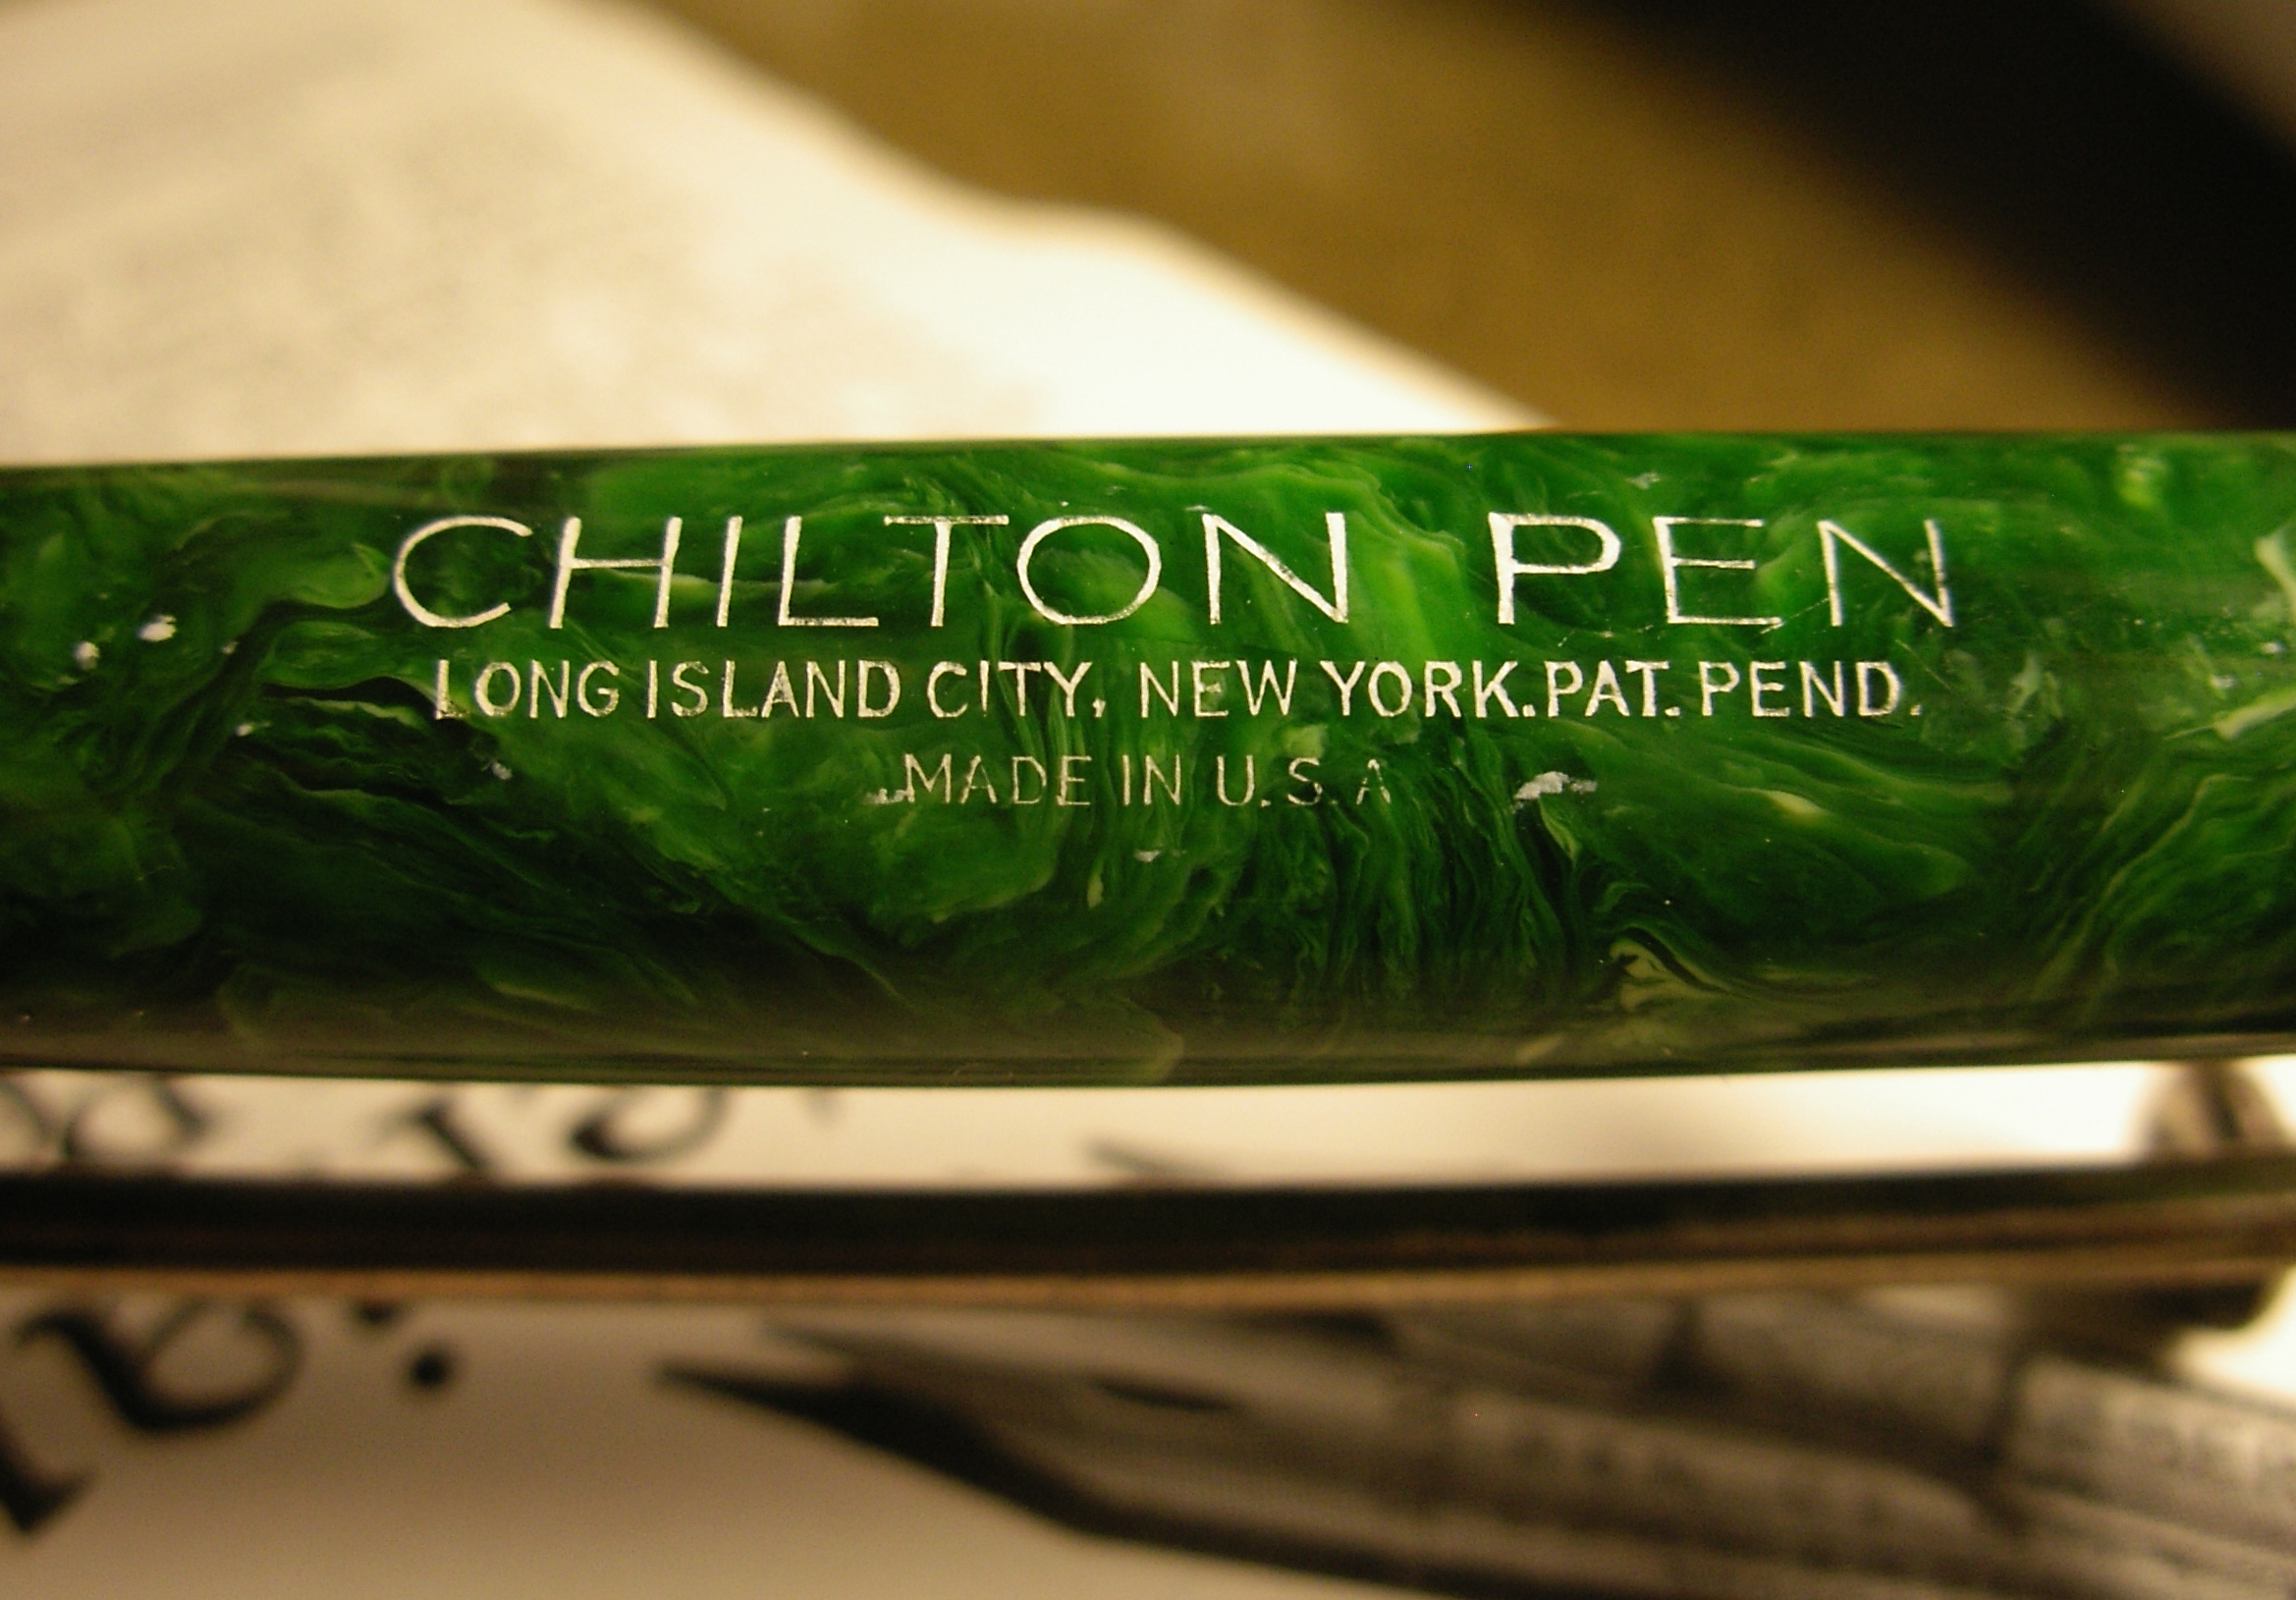 CHILTON PEN
LONG ISLAND CITY, NEW YORK. PAT. PEND.
MADE IN U.S.A